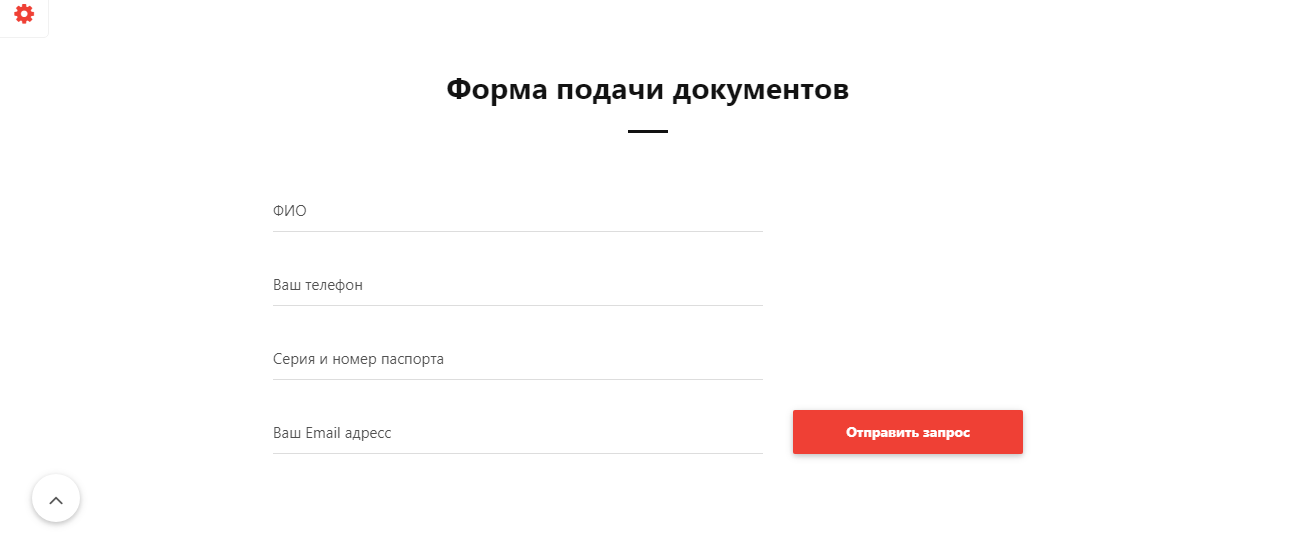 Форма подачи документов
ФИО
Ваш телефон
Серия и номер паспорта
Ваш Email адресс
Отправить запрос